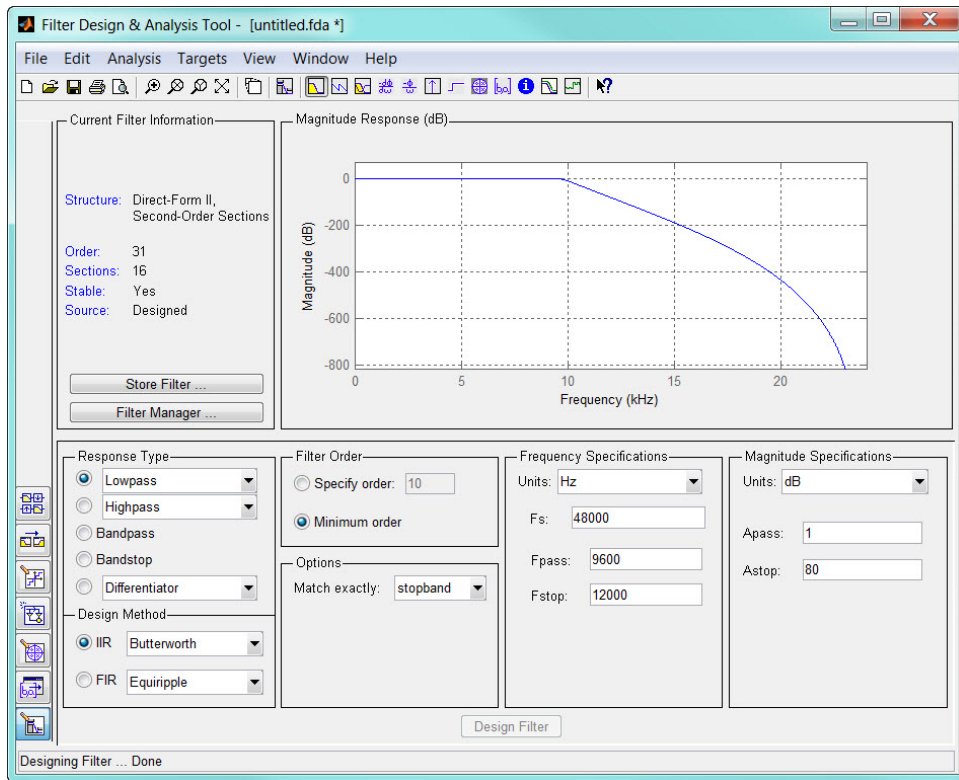 Filter Design & Analysis Tool - [untitled.fda *]
File Edit Analysis Targets View Window Help
Current Filter Information
Structure: Direct-Form II,
Second-Order Sections
Order: 31
Sections: 16
Stable: Yes
Source: Designed
Store Filter ...
Filter Manager ...
Magnitude Response (dB)
Magnitude (dB)
0
-200
-400
-600
-800
0 5 10 15 20
Frequency (kHz)
Response Type
Lowpass
Highpass
Bandpass
Bandstop
Differentiator
Design Method
IIR Butterworth
FIR Equiripple
Filter Order
Specify order: 10
Minimum order
Options
Match exactly: stopband
Frequency Specifications
Units: Hz
Fs: 48000
Fpass: 9600
Fstop: 12000
Magnitude Specifications
Units: dB
Apass: 1
Astop: 80
Design Filter
Designing Filter ... Done